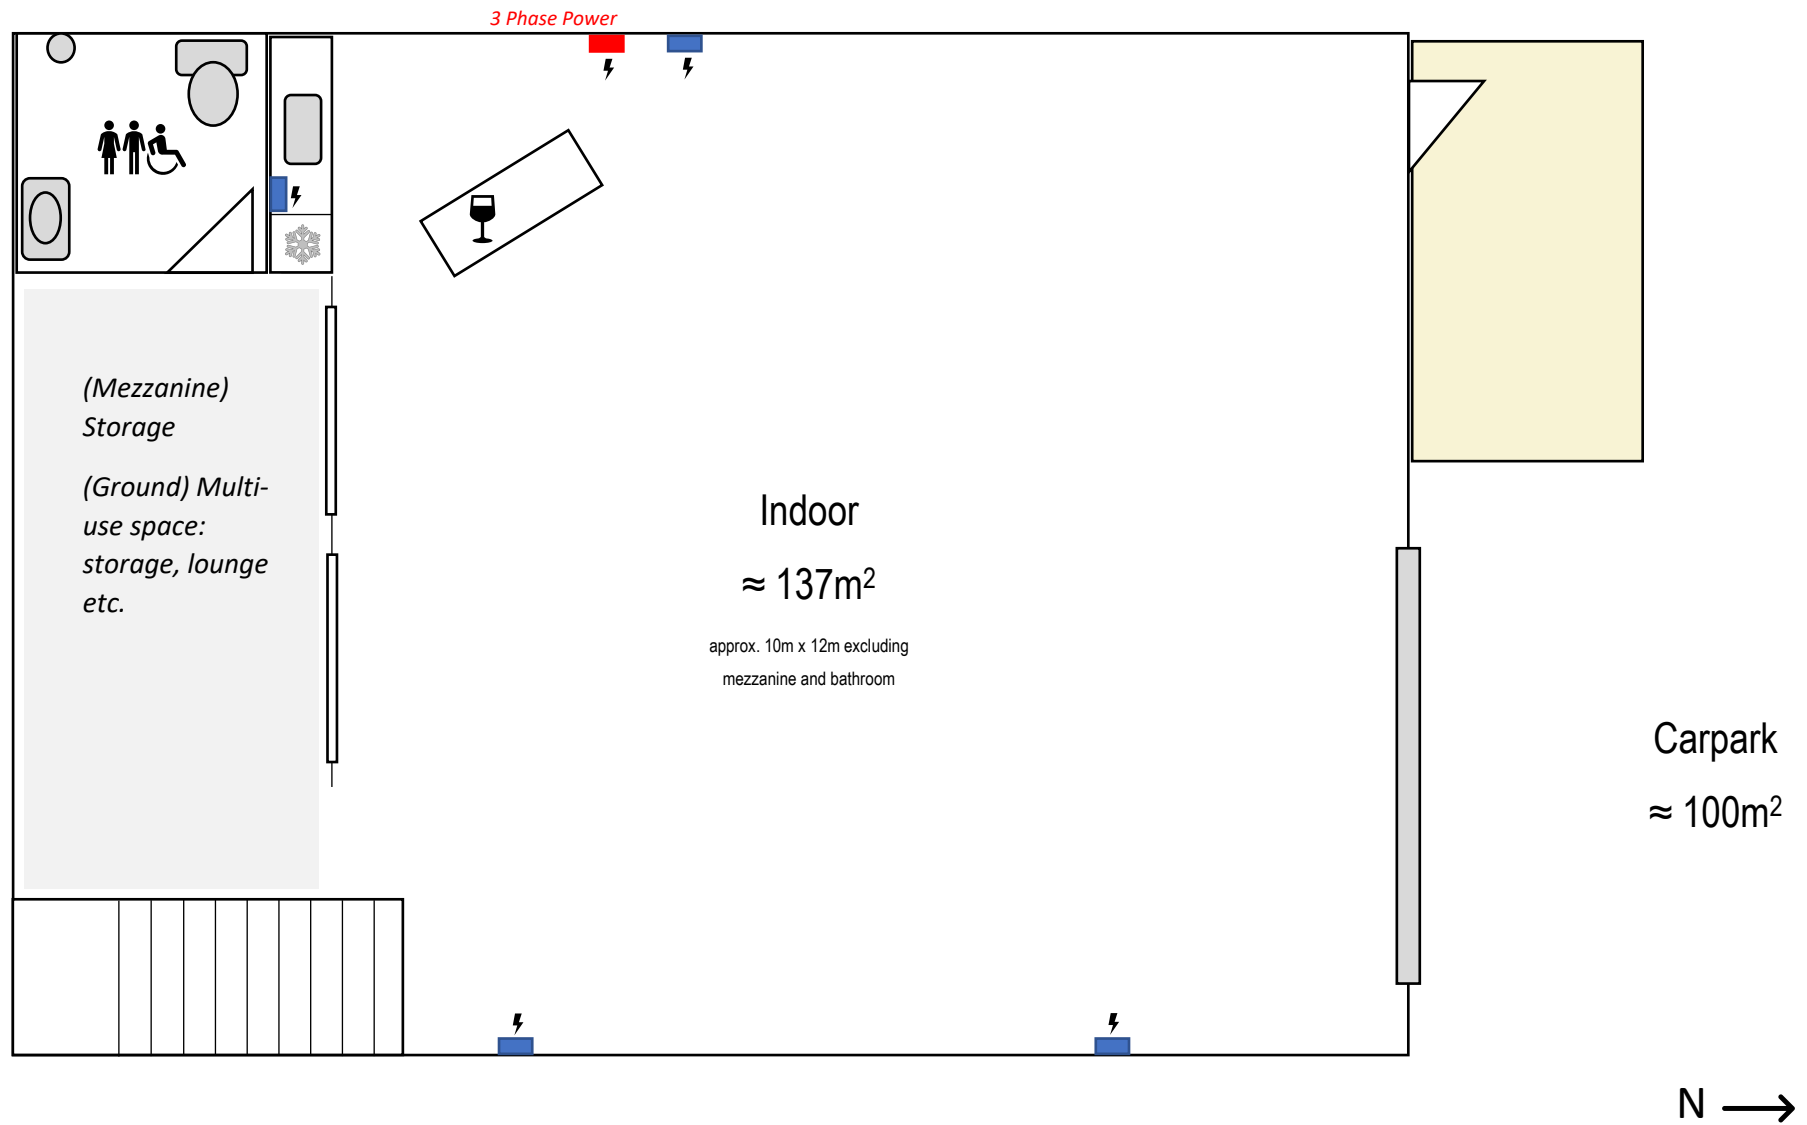 3 Phase Power
(Mezzanine)
Storage
(Ground) Multi-
use space:
storage, lounge
etc.
Indoor
≈ 137m²
approx. 10m x 12m excluding
mezzanine and bathroom
Carpark
≈ 100m²
N